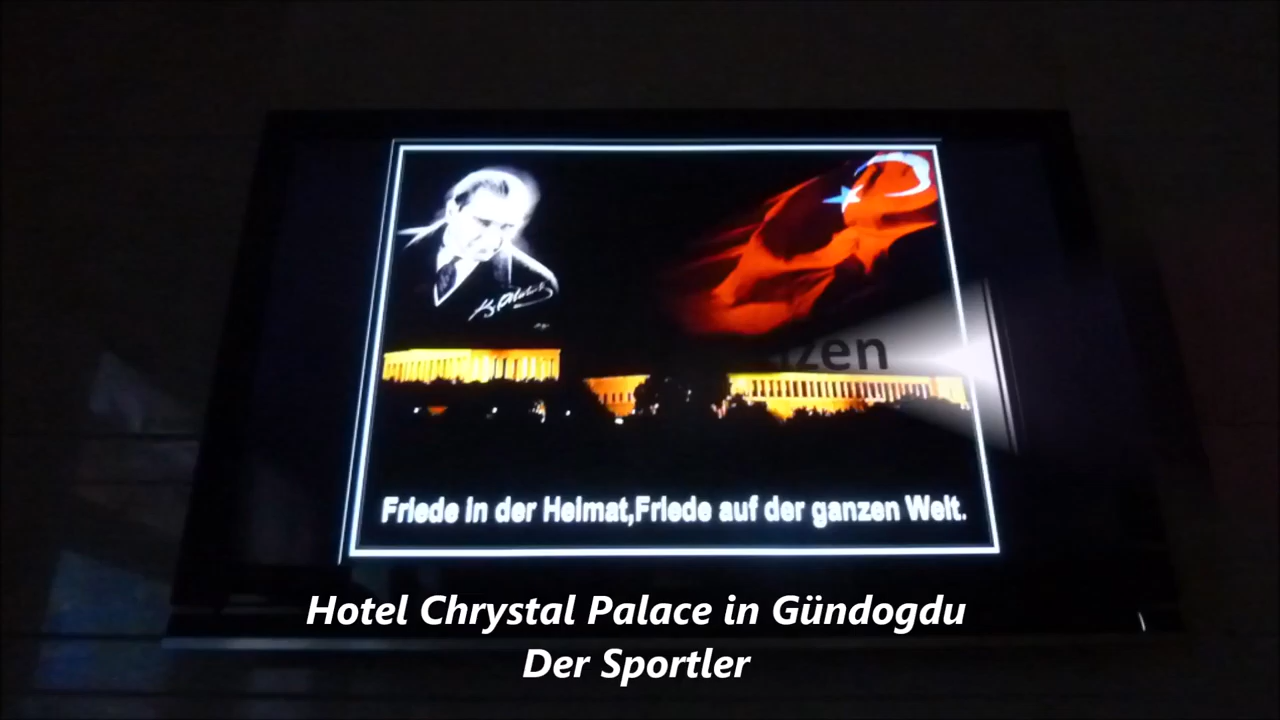 zen
Friede in der Heimat,Friede auf der ganzen Welt.
Hotel Chrystal Palace in Gündogdu
Der Sportler